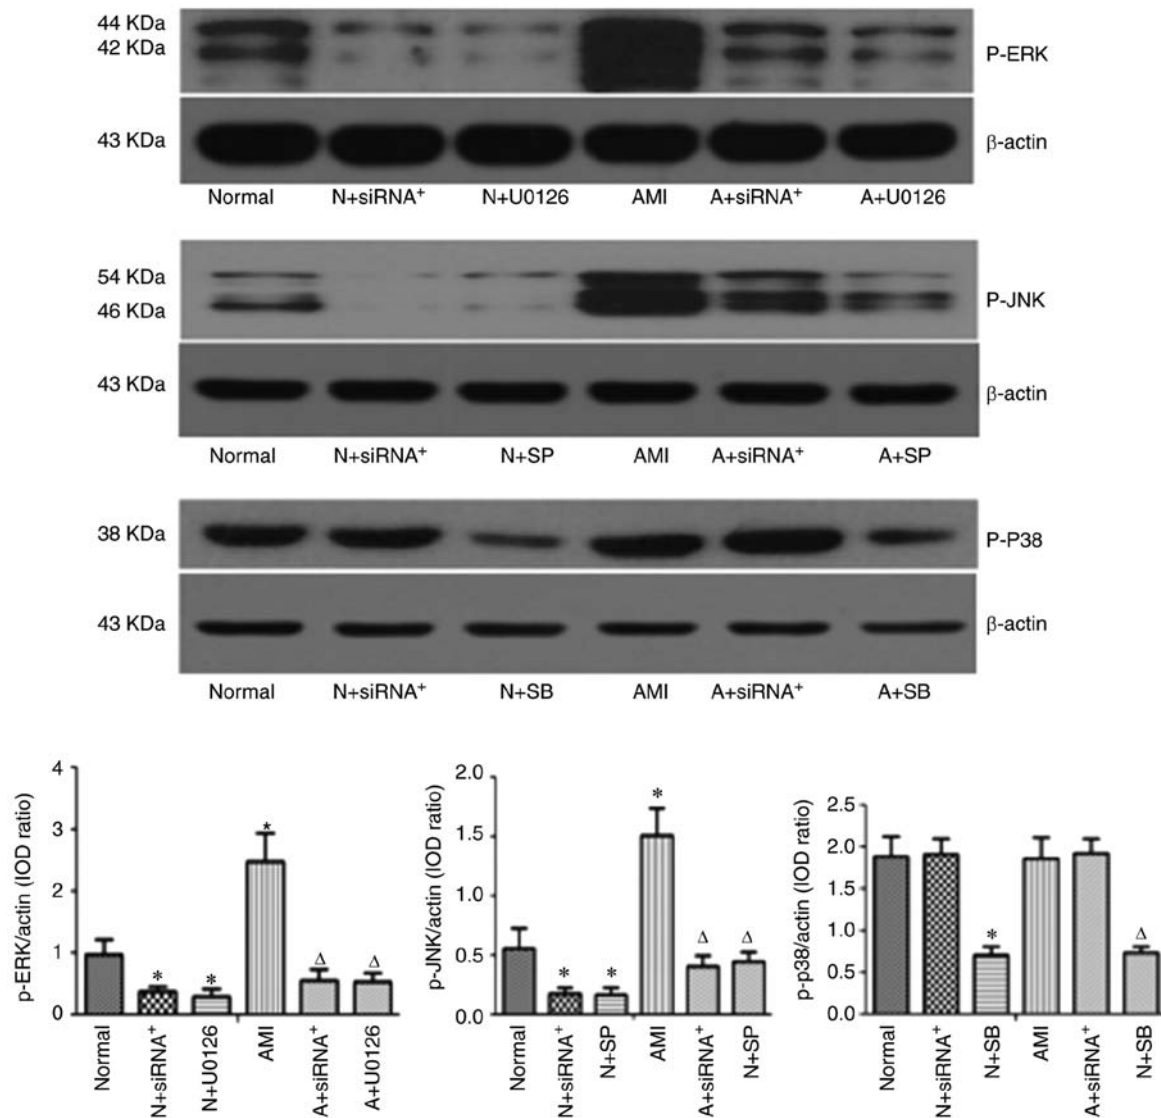 44 KDa
42 KDa
P-ERK
43 KDa
β-actin
Normal N+siRNA⁺ N+U0126 AMI A+siRNA⁺ A+U0126
54 KDa
46 KDa
P-JNK
43 KDa
β-actin
Normal N+siRNA⁺ N+SP AMI A+siRNA⁺ A+SP
38 KDa
P-P38
43 KDa
β-actin
Normal N+siRNA⁺ N+SB AMI A+siRNA⁺ A+SB
p-ERK/actin (IOD ratio)
4
3
2
1
0
* * * Δ Δ
Normal
N+siRNA⁺
N+U0126
AMI
A+siRNA⁺
A+U0126
p-JNK/actin (IOD ratio)
2.0
1.5
1.0
0.5
0.0
* * * Δ Δ
Normal
N+siRNA⁺
N+SP
AMI
A+siRNA⁺
N+SP
p-p38/actin (IOD ratio)
2.5
2.0
1.5
1.0
0.5
0.0
* Δ
Normal
N+siRNA⁺
N+SB
AMI
A+siRNA⁺
N+SB